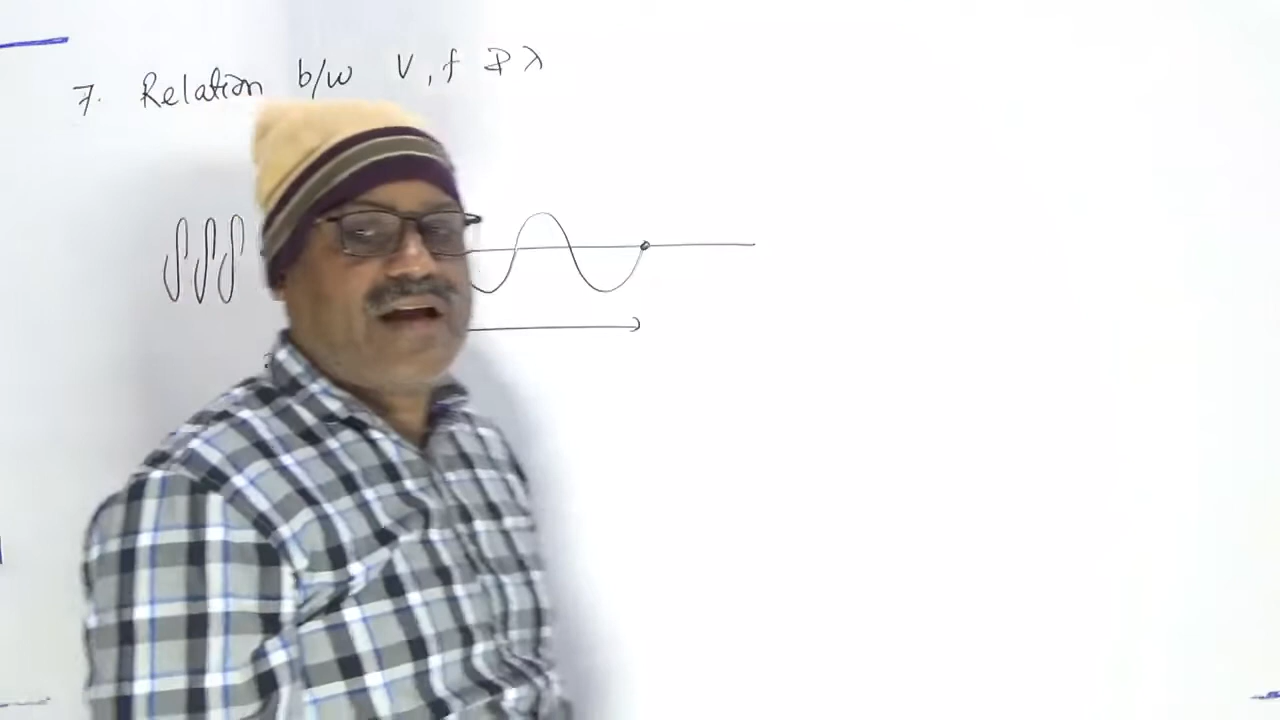 7. Relation b/w V, f & λ